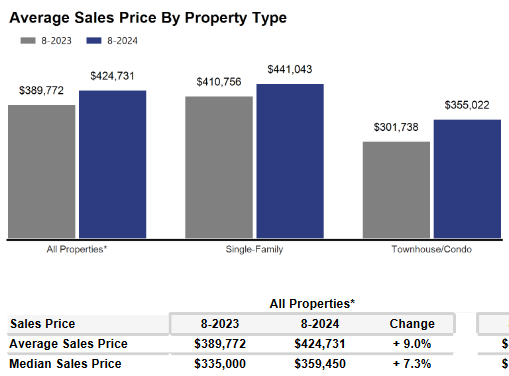 Average Sales Price By Property Type
8-2023 8-2024
$389,772 $424,731 $410,756 $441,043 $301,738 $355,022
All Properties* Single-Family Townhouse/Condo
All Properties*
Sales Price 8-2023 8-2024 Change
Average Sales Price $389,772 $424,731 + 9.0% $
Median Sales Price $335,000 $359,450 + 7.3% $